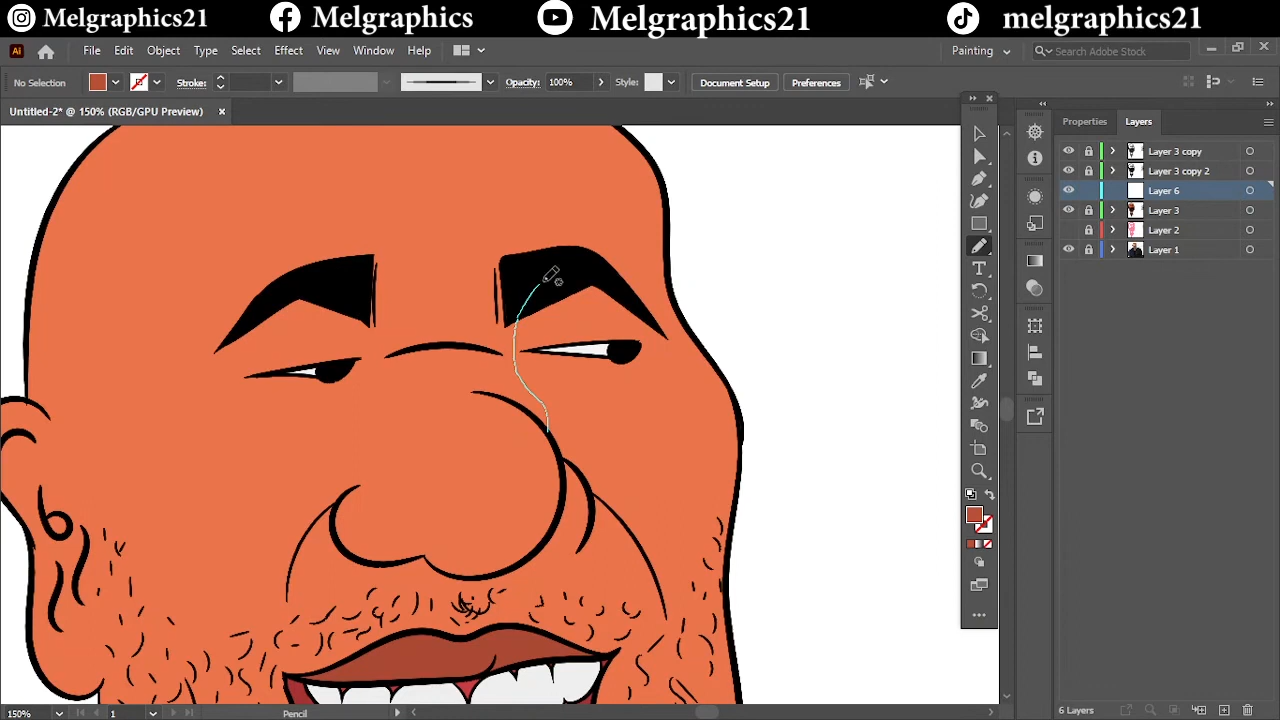 Melgraphics21 Melgraphics Melgraphics21 melgraphics21
Ai File Edit Object Type Select Effect View Window Help Painting Search Adobe Stock
No Selection Stroke: Opacity: 100% Style: Document Setup Preferences
Untitled-2* @ 150% (RGB/GPU Preview)
Properties Layers
Layer 3 copy
Layer 3 copy 2
Layer 6
Layer 3
Layer 2
Layer 1
150% 1 Pencil 6 Layers